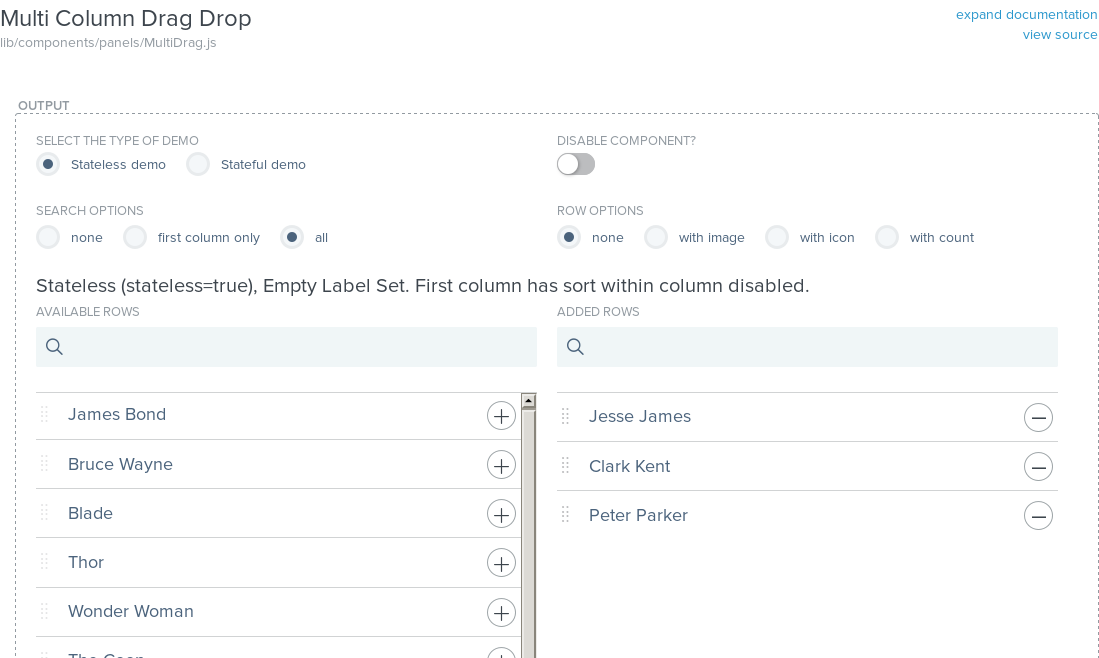 Multi Column Drag Drop
expand documentation
lib/components/panels/MultiDrag.js
view source
OUTPUT
SELECT THE TYPE OF DEMO
DISABLE COMPONENT?
Stateless demo Stateful demo
SEARCH OPTIONS
ROW OPTIONS
none first column only all
none with image with icon with count
Stateless (stateless=true), Empty Label Set. First column has sort within column disabled.
AVAILABLE ROWS
James Bond
Bruce Wayne
Blade
Thor
Wonder Woman
ADDED ROWS
Jesse James
Clark Kent
Peter Parker